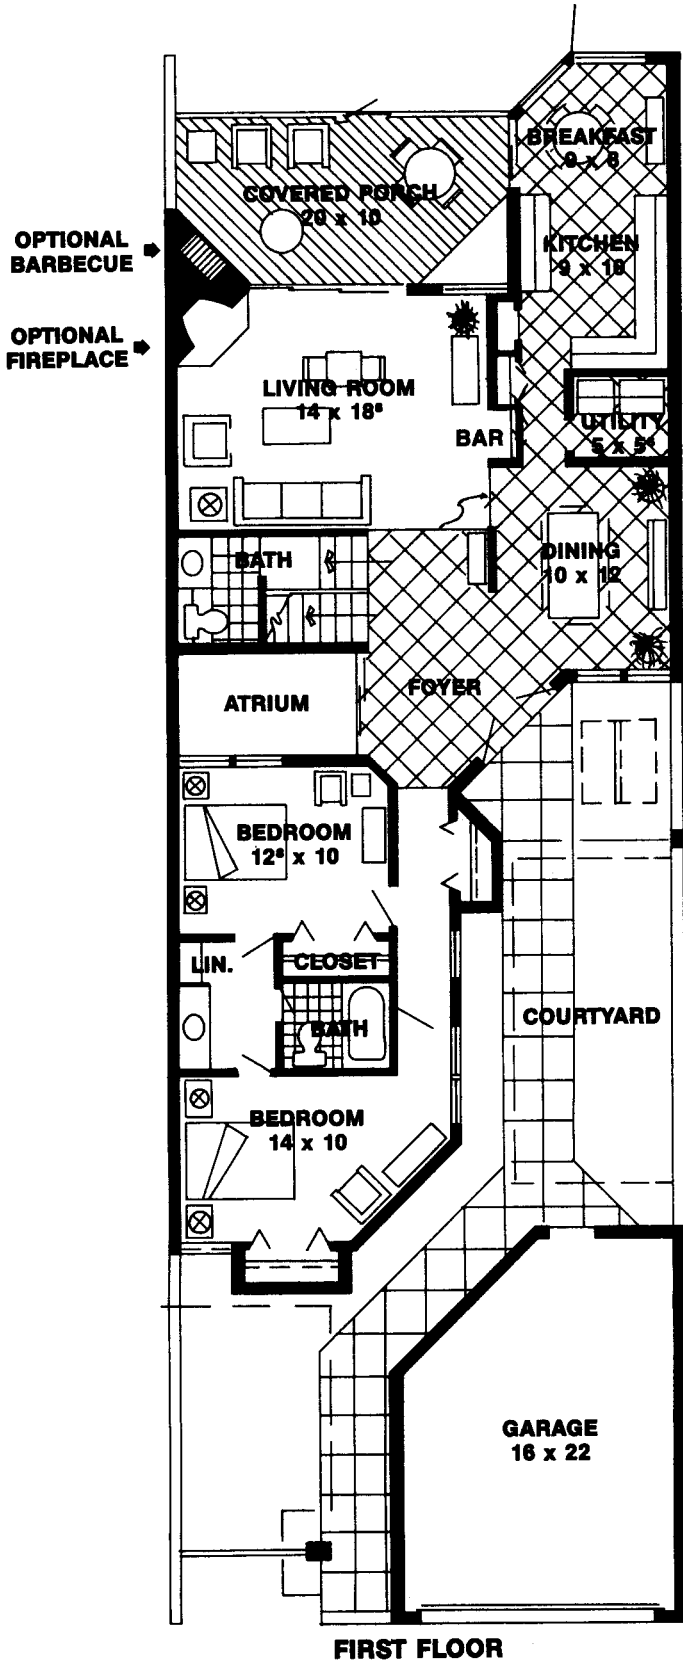 BREAKFAST
9 x 8
COVERED PORCH
20 x 10
OPTIONAL
BARBECUE
KITCHEN
9 x 10
OPTIONAL
FIREPLACE
LIVING ROOM
14 x 18⁶
UTILITY
5 x 5⁶
BAR
BATH
DINING
10 x 12
ATRIUM
FOYER
BEDROOM
12⁶ x 10
LIN.
CLOSET
BATH
COURTYARD
BEDROOM
14 x 10
GARAGE
16 x 22
FIRST FLOOR